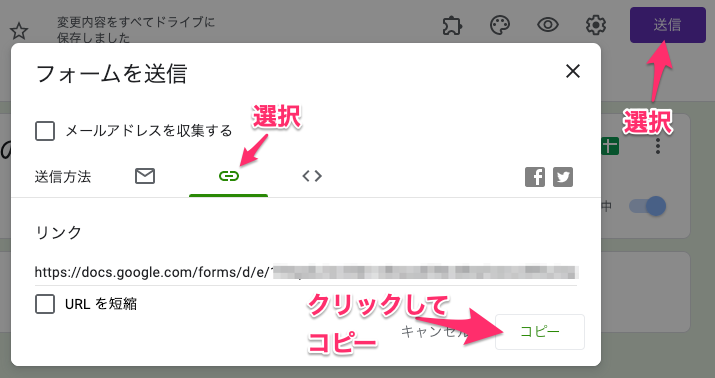 変更内容をすべてドライブに
保存しました
送信
フォームを送信
選択
メールアドレスを収集する
選択
の
送信方法
中
リンク
https://docs.google.com/forms/d/e/
URL を短縮
クリックして
コピー
キャンセル
コピー